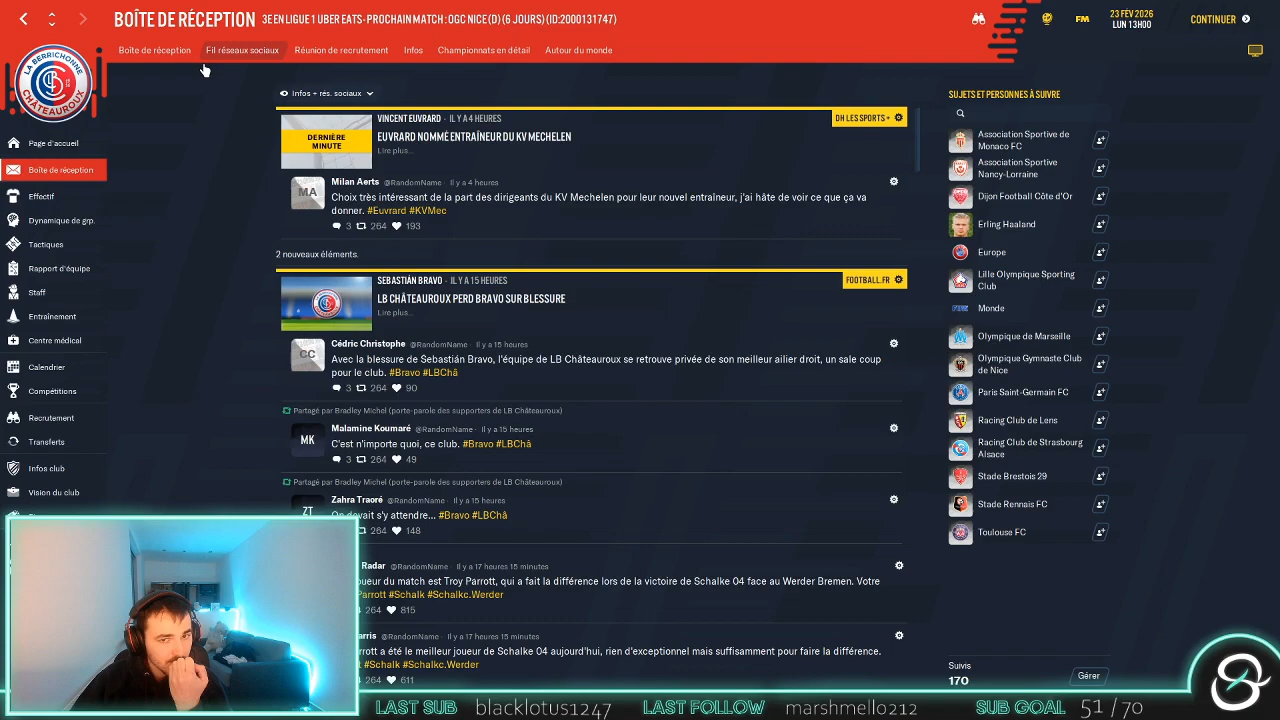 BOÎTE DE RÉCEPTION
3E EN LIGUE 1 UBER EATS - PROCHAIN MATCH : OGC NICE (D) (6 JOURS) (ID:2000131747)
FM
23 FÉV 2026
LUN 13H00
CONTINUER
Boîte de réception
Fil réseaux sociaux
Réunion de recrutement
Infos
Championnats en détail
Autour du monde
LA BERRICHONNE
CHÂTEAUROUX
Page d'accueil
Boîte de réception
Effectif
Dynamique de grp.
Tactiques
Rapport d'équipe
Staff
Entraînement
Centre médical
Calendrier
Compétitions
Recrutement
Transferts
Infos club
Vision du club
Infos + rés. sociaux
DERNIÈRE
MINUTE
VINCENT EUVRARD · IL Y A 4 HEURES
DH LES SPORTS +
EUVRARD NOMMÉ ENTRAÎNEUR DU KV MECHELEN
Lire plus...
MA
Milan Aerts @RandomName · Il y a 4 heures
Choix très intéressant de la part des dirigeants du KV Mechelen pour leur nouvel entraîneur, j'ai hâte de voir ce que ça va
donner. #Euvrard #KVMec
3 264 193
2 nouveaux éléments.
SEBASTIÁN BRAVO · IL Y A 15 HEURES
FOOTBALL.FR
LB CHÂTEAUROUX PERD BRAVO SUR BLESSURE
Lire plus...
CC
Cédric Christophe @RandomName · Il y a 15 heures
Avec la blessure de Sebastián Bravo, l'équipe de LB Châteauroux se retrouve privée de son meilleur ailier droit, un sale coup
pour le club. #Bravo #LBChâ
3 264 90
Partagé par Bradley Michel (porte-parole des supporters de LB Châteauroux)
MK
Malamine Koumaré @RandomName · Il y a 15 heures
C'est n'importe quoi, ce club. #Bravo #LBChâ
3 264 49
Partagé par Bradley Michel (porte-parole des supporters de LB Châteauroux)
ZT
Zahra Traoré @RandomName · Il y a 15 heures
On devait s'y attendre... #Bravo #LBChâ
264 148
Radar @RandomName · Il y a 17 heures 15 minutes
joueur du match est Troy Parrott, qui a fait la différence lors de la victoire de Schalke 04 face au Werder Bremen. Votre
Parrott #Schalk #Schalkc.Werder
264 815
arris @RandomName · Il y a 17 heures 15 minutes
rrott a été le meilleur joueur de Schalke 04 aujourd'hui, rien d'exceptionnel mais suffisamment pour faire la différence.
#Schalk #Schalkc.Werder
264 611
SUJETS ET PERSONNES À SUIVRE
Association Sportive de
Monaco FC
Association Sportive
Nancy-Lorraine
Dijon Football Côte d'Or
Erling Haaland
Europe
Lille Olympique Sporting
Club
Monde
Olympique de Marseille
Olympique Gymnaste Club
de Nice
Paris Saint-Germain FC
Racing Club de Lens
Racing Club de Strasbourg
Alsace
Stade Brestois 29
Stade Rennais FC
Toulouse FC
Suivis
170
Gérer
LAST SUB blacklotus1247
LAST FOLLOW marshmello212
SUB GOAL 51 / 70